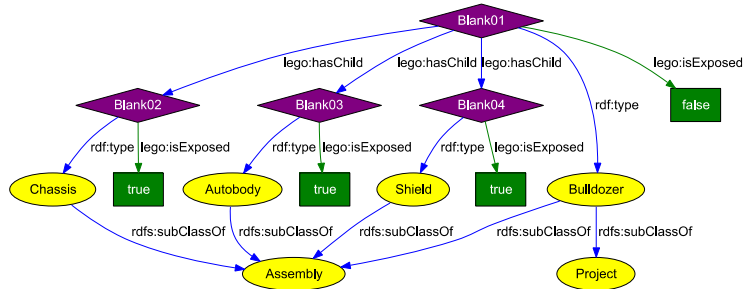 Blank01
lego:hasChild lego:hasChild lego:hasChild lego:isExposed
Blank02 Blank03 Blank04 rdf:type false
rdf:type lego:isExposed rdf:type lego:isExposed rdf:type lego:isExposed
Chassis true Autobody true Shield true Bulldozer
rdfs:subClassOf rdfs:subClassOf rdfs:subClassOf rdfs:subClassOf rdfs:subClassOf
Assembly Project